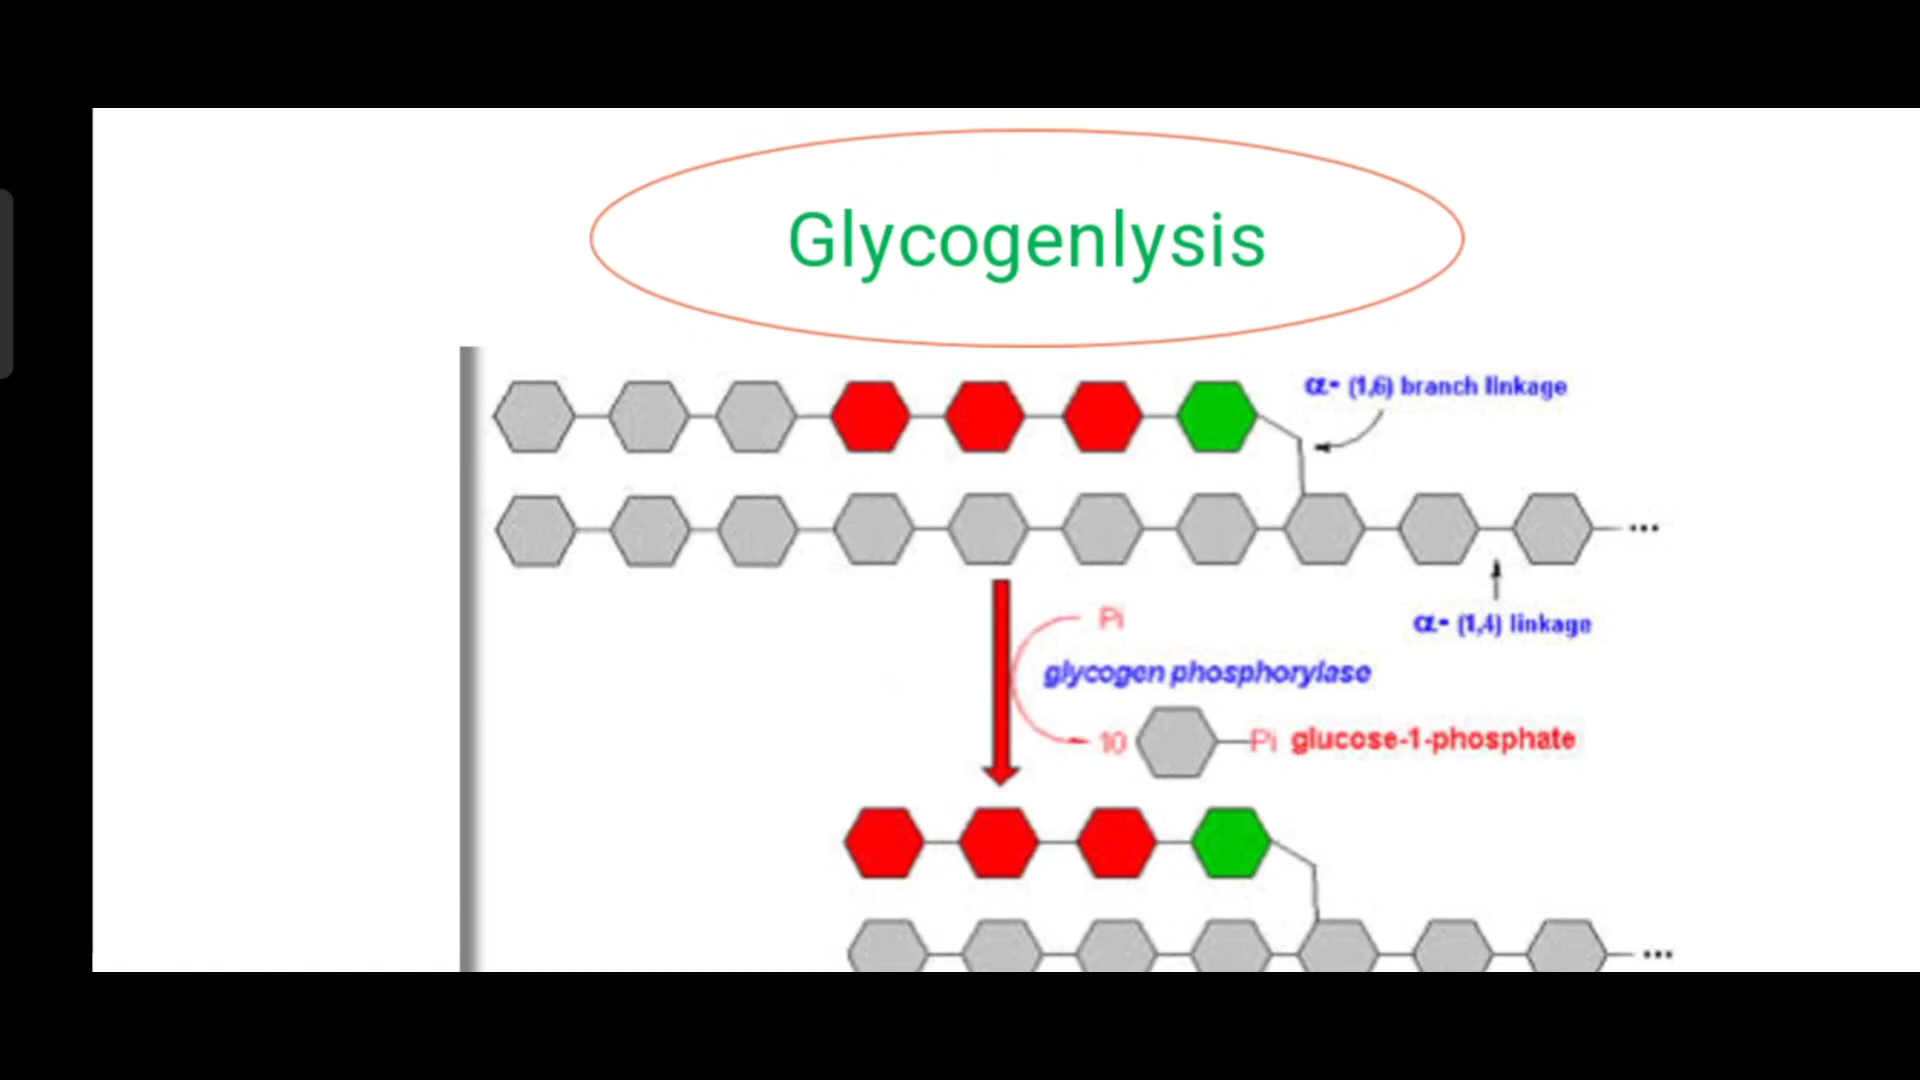 Glycogenlysis
α- (1,6) branch linkage
...
α- (1,4) linkage
Pi
glycogen phosphorylase
10 Pi glucose-1-phosphate
...